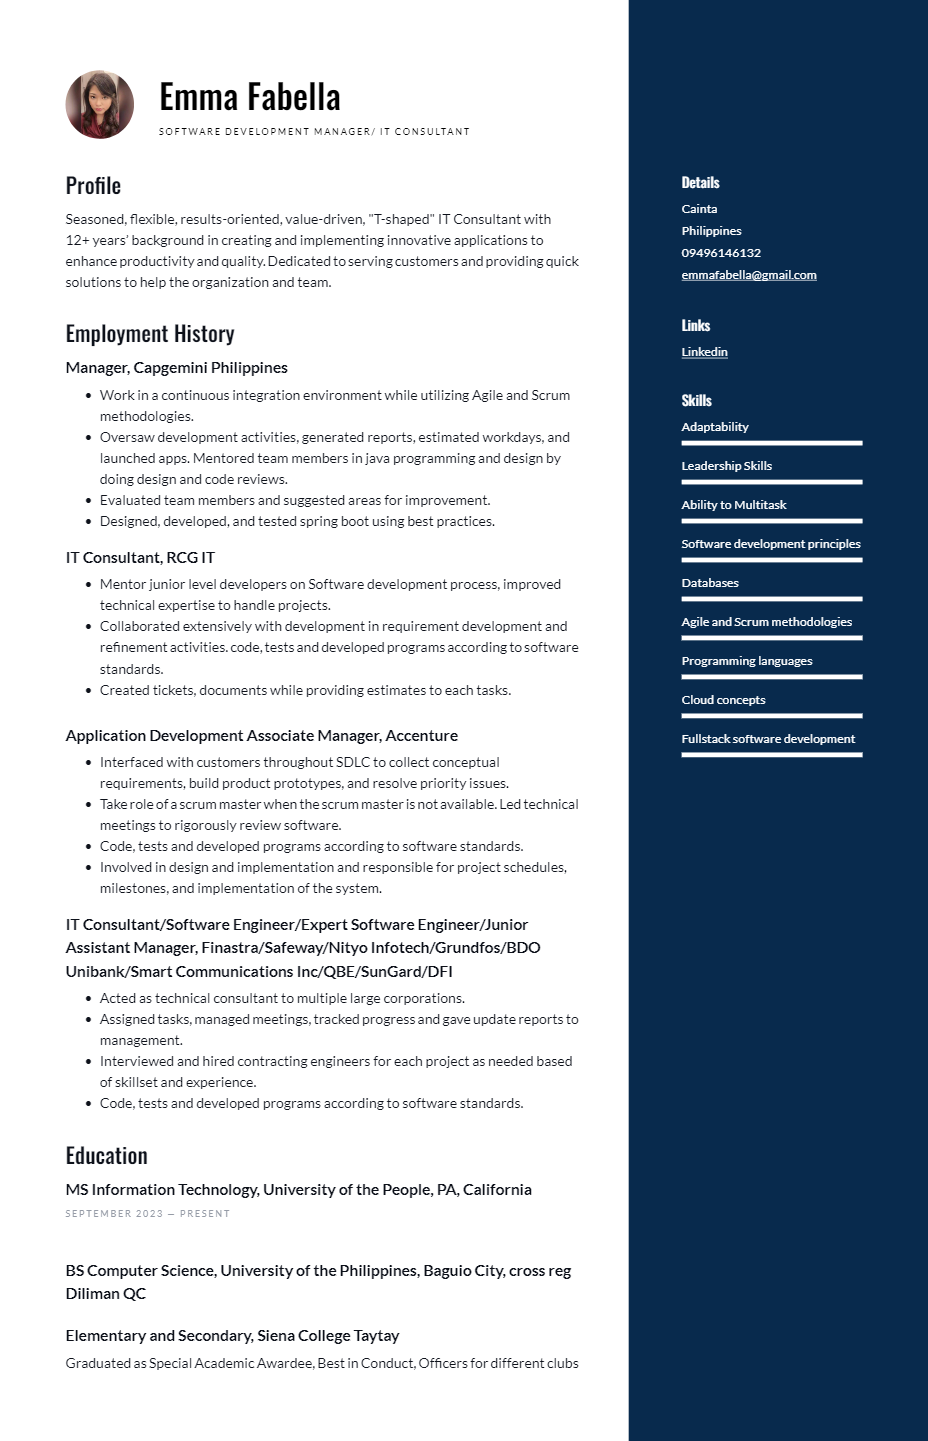 Emma Fabella
SOFTWARE DEVELOPMENT MANAGER/ IT CONSULTANT
Profile
Seasoned, flexible, results-oriented, value-driven, "T-shaped" IT Consultant with
12+ years' background in creating and implementing innovative applications to
enhance productivity and quality. Dedicated to serving customers and providing quick
solutions to help the organization and team.
Employment History
Manager, Capgemini Philippines
• Work in a continuous integration environment while utilizing Agile and Scrum
methodologies.
• Oversaw development activities, generated reports, estimated workdays, and
launched apps. Mentored team members in java programming and design by
doing design and code reviews.
• Evaluated team members and suggested areas for improvement.
• Designed, developed, and tested spring boot using best practices.
IT Consultant, RCG IT
• Mentor junior level developers on Software development process, improved
technical expertise to handle projects.
• Collaborated extensively with development in requirement development and
refinement activities. code, tests and developed programs according to software
standards.
• Created tickets, documents while providing estimates to each tasks.
Application Development Associate Manager, Accenture
• Interfaced with customers throughout SDLC to collect conceptual
requirements, build product prototypes, and resolve priority issues.
• Take role of a scrum master when the scrum master is not available. Led technical
meetings to rigorously review software.
• Code, tests and developed programs according to software standards.
• Involved in design and implementation and responsible for project schedules,
milestones, and implementation of the system.
IT Consultant/Software Engineer/Expert Software Engineer/Junior
Assistant Manager, Finastra/Safeway/Nityo Infotech/Grundfos/BDO
Unibank/Smart Communications Inc/QBE/SunGard/DFI
• Acted as technical consultant to multiple large corporations.
• Assigned tasks, managed meetings, tracked progress and gave update reports to
management.
• Interviewed and hired contracting engineers for each project as needed based
of skillset and experience.
• Code, tests and developed programs according to software standards.
Education
MS Information Technology, University of the People, PA, California
SEPTEMBER 2023 — PRESENT
BS Computer Science, University of the Philippines, Baguio City, cross reg
Diliman QC
Elementary and Secondary, Siena College Taytay
Graduated as Special Academic Awardee, Best in Conduct, Officers for different clubs
Details
Cainta
Philippines
09496146132
emmafabella@gmail.com
Links
Linkedin
Skills
Adaptability
Leadership Skills
Ability to Multitask
Software development principles
Databases
Agile and Scrum methodologies
Programming languages
Cloud concepts
Fullstack software development